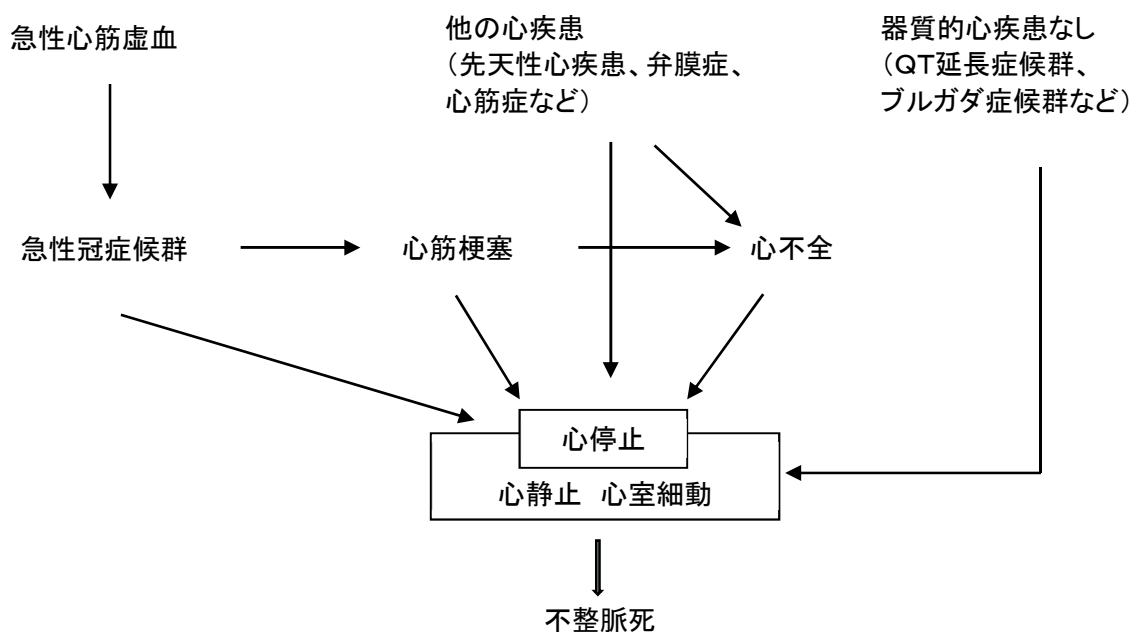 急性心筋虚血
他の心疾患
（先天性心疾患、弁膜症、
心筋症など）
器質的心疾患なし
（ＱＴ延長症候群、
ブルガダ症候群など）
急性冠症候群
心筋梗塞
心不全
心停止
心静止　心室細動
不整脈死